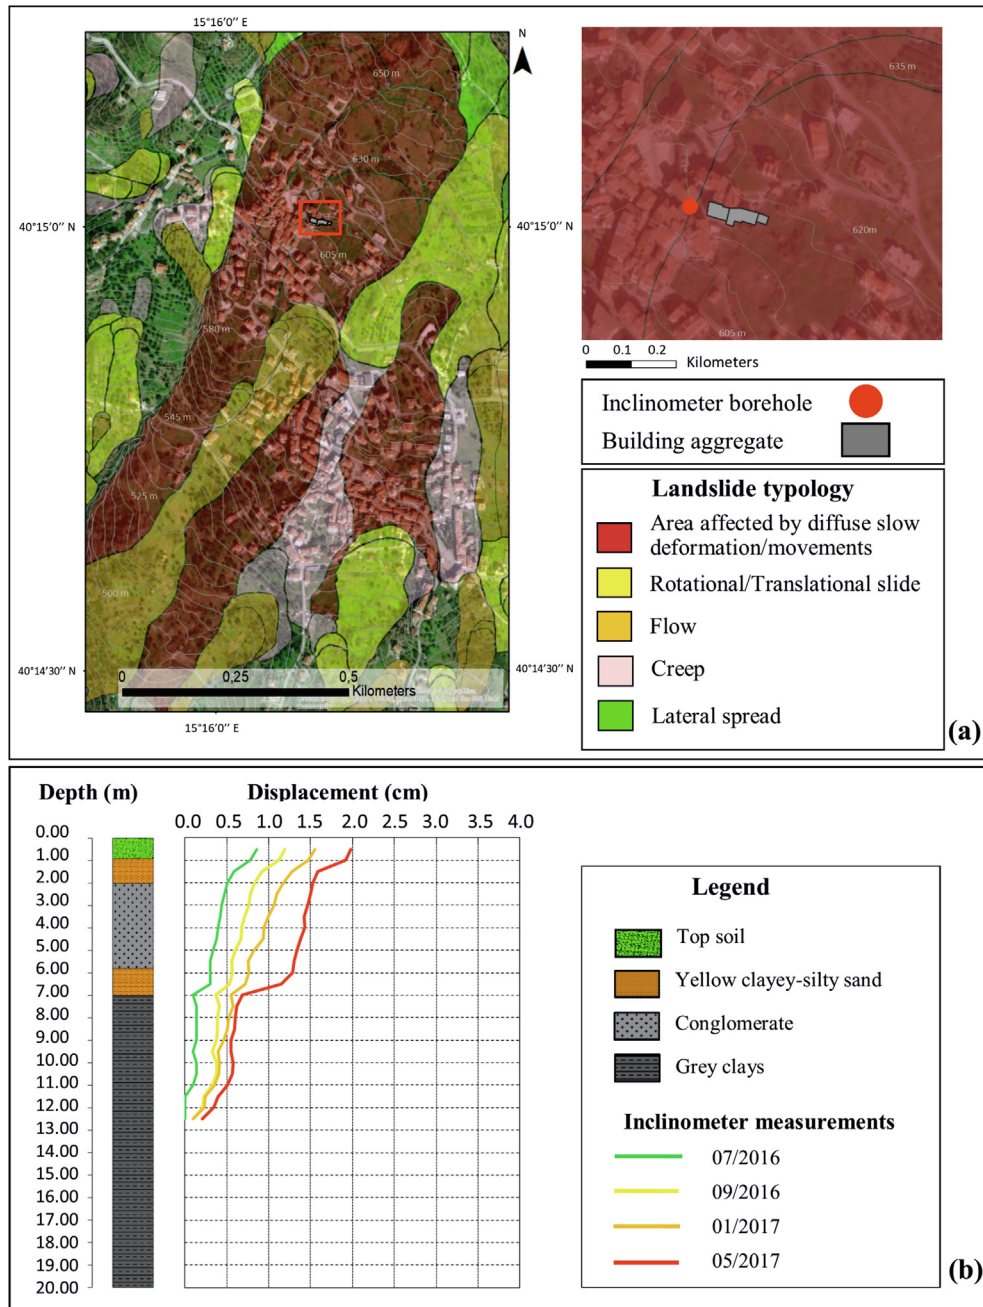 15°16'0'' E
N
650 m
630 m
40°15'0'' N
605 m
580 m
545 m
525 m
500 m
40°14'30'' N
0 0,25 0,5
Kilometers
15°16'0'' E
635 m
40°15'0'' N
620m
605 m
0 0.1 0.2
Kilometers
Inclinometer borehole
Building aggregate
Landslide typology
Area affected by diffuse slow
deformation/movements
Rotational/Translational slide
Flow
Creep
Lateral spread
40°14'30'' N
(a)
Depth (m) Displacement (cm)
0.0 0.5 1.0 1.5 2.0 2.5 3.0 3.5 4.0
0.00
1.00
2.00
3.00
4.00
5.00
6.00
7.00
8.00
9.00
10.00
11.00
12.00
13.00
14.00
15.00
16.00
17.00
18.00
19.00
20.00
Legend
Top soil
Yellow clayey-silty sand
Conglomerate
Grey clays
Inclinometer measurements
07/2016
09/2016
01/2017
05/2017
(b)